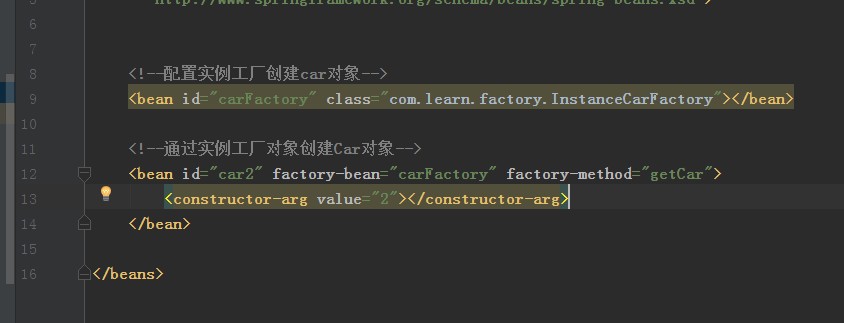 "http://www.springframework.org/schema/beans/spring-beans.xsd">
6
7
8 <!--配置实例工厂创建car对象-->
9 <bean id="carFactory" class="com.learn.factory.InstanceCarFactory"></bean>
10
11 <!--通过实例工厂对象创建Car对象-->
12 <bean id="car2" factory-bean="carFactory" factory-method="getCar">
13 <constructor-arg value="2"></constructor-arg>
14 </bean>
15
16 </beans>